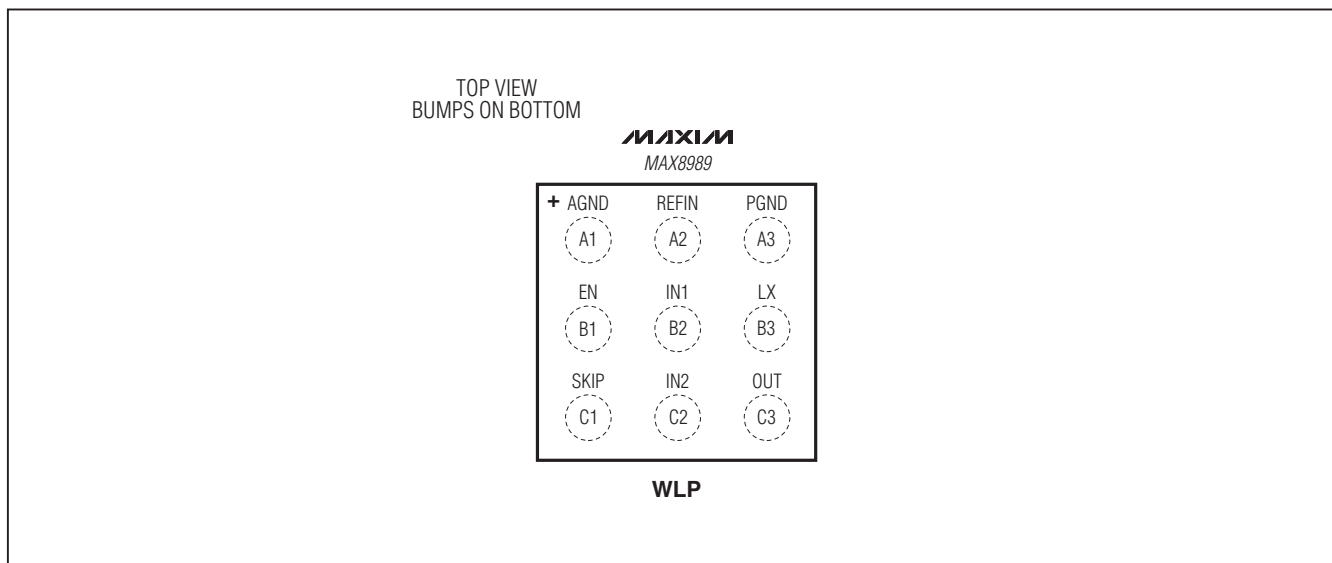 TOP VIEW
BUMPS ON BOTTOM
MAXIM
MAX8989
+ AGND REFIN PGND
A1 A2 A3
EN IN1 LX
B1 B2 B3
SKIP IN2 OUT
C1 C2 C3
WLP